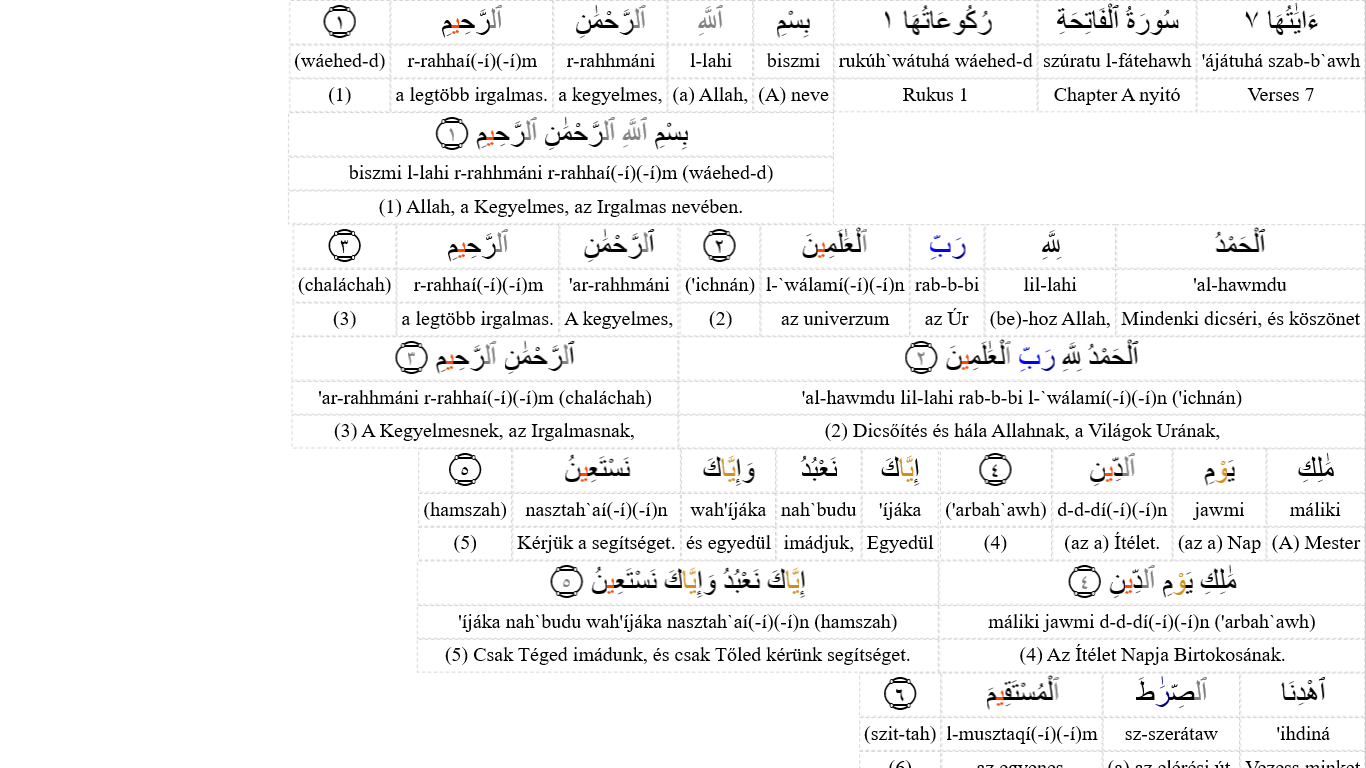 ءَايَٰتُهَا ٧ سُورَةُ ٱلْفَاتِحَةِ رُكُوعَاتُهَا ١ بِسْمِ ٱللَّهِ ٱلرَّحْمَٰنِ ٱلرَّحِيمِ ١
'ájátuhá szab-b`awh szúratu l-fátehawh rukúh`wátuhá wáehed-d biszmi l-lahi r-rahhmáni r-rahhaí(-í)(-í)m (wáehed-d)
Verses 7 Chapter A nyitó Rukus 1 (A) neve (a) Allah, a kegyelmes, a legtöbb irgalmas. (1)
بِسْمِ ٱللَّهِ ٱلرَّحْمَٰنِ ٱلرَّحِيمِ ١
biszmi l-lahi r-rahhmáni r-rahhaí(-í)(-í)m (wáehed-d)
(1) Allah, a Kegyelmes, az Irgalmas nevében.
ٱلْحَمْدُ لِلَّهِ رَبِّ ٱلْعَٰلَمِينَ ٢ ٱلرَّحْمَٰنِ ٱلرَّحِيمِ ٣
'al-hawmdu lil-lahi rab-b-bi l-`wálamí(-í)(-í)n ('ichnán) 'ar-rahhmáni r-rahhaí(-í)(-í)m (chaláchah)
Mindenki dicséri, és köszönet (be)-hoz Allah, az Úr az univerzum (2) A kegyelmes, a legtöbb irgalmas. (3)
ٱلْحَمْدُ لِلَّهِ رَبِّ ٱلْعَٰلَمِينَ ٢ ٱلرَّحْمَٰنِ ٱلرَّحِيمِ ٣
'al-hawmdu lil-lahi rab-b-bi l-`wálamí(-í)(-í)n ('ichnán) 'ar-rahhmáni r-rahhaí(-í)(-í)m (chaláchah)
(2) Dicsőítés és hála Allahnak, a Világok Urának, (3) A Kegyelmesnek, az Irgalmasnak,
مَٰلِكِ يَوْمِ ٱلدِّينِ ٤ إِيَّاكَ نَعْبُدُ وَإِيَّاكَ نَسْتَعِينُ ٥
máliki jawmi d-d-dí(-í)(-í)n ('arbah`awh) 'íjáka nah`budu wah'íjáka nasztah`aí(-í)(-í)n (hamszah)
(A) Mester (az a) Nap (az a) Ítélet. (4) Egyedül imádjuk, és egyedül Kérjük a segítséget. (5)
مَٰلِكِ يَوْمِ ٱلدِّينِ ٤ إِيَّاكَ نَعْبُدُ وَإِيَّاكَ نَسْتَعِينُ ٥
máliki jawmi d-d-dí(-í)(-í)n ('arbah`awh) 'íjáka nah`budu wah'íjáka nasztah`aí(-í)(-í)n (hamszah)
(4) Az Ítélet Napja Birtokosának. (5) Csak Téged imádunk, és csak Tőled kérünk segítséget.
ٱهْدِنَا ٱلصِّرَٰطَ ٱلْمُسْتَقِيمَ ٦
'ihdiná sz-szerátaw l-musztaqí(-í)(-í)m (szit-tah)
Vezess minket (a) az elérési út az egyenes (6)